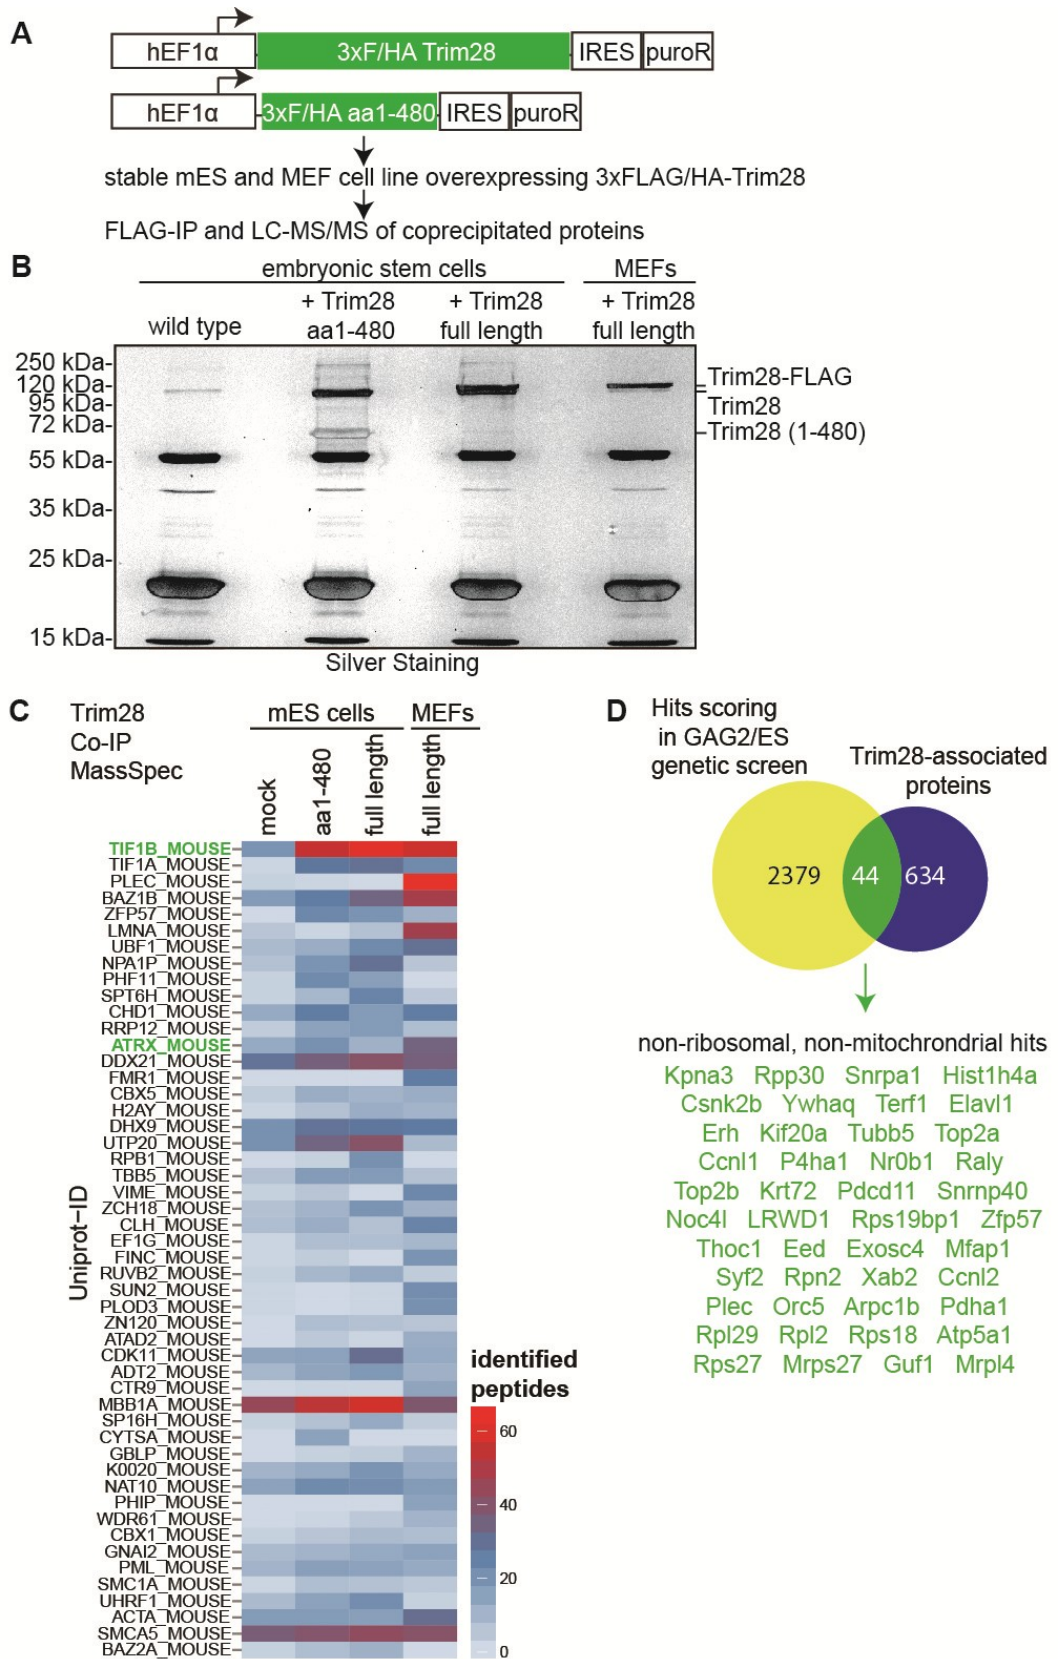 A
hEF1α 3xF/HA Trim28 IRES puroR
hEF1α 3xF/HA aa1-480 IRES puroR
stable mES and MEF cell line overexpressing 3xFLAG/HA-Trim28
FLAG-IP and LC-MS/MS of coprecipitated proteins
B
embryonic stem cells MEFs
wild type
+ Trim28
aa1-480
+ Trim28
full length
+ Trim28
full length
250 kDa-
120 kDa-
95 kDa-
72 kDa-
55 kDa-
35 kDa-
25 kDa-
15 kDa-
Trim28-FLAG
Trim28
Trim28 (1-480)
Silver Staining
C
Trim28
Co-IP
MassSpec
mES cells MEFs
mock
aa1-480
full length
full length
Uniprot-ID
TIF1B_MOUSE
TIF1A_MOUSE
PLEC_MOUSE
BAZ1B_MOUSE
ZFP57_MOUSE
LMNA_MOUSE
UBF1_MOUSE
NPA1P_MOUSE
PHF11_MOUSE
SPT6H_MOUSE
CHD1_MOUSE
RRP12_MOUSE
ATRX_MOUSE
DDX21_MOUSE
FMR1_MOUSE
CBX5_MOUSE
H2AY_MOUSE
DHX9_MOUSE
UTP20_MOUSE
RPB1_MOUSE
TBB5_MOUSE
VIME_MOUSE
ZCH18_MOUSE
CLH_MOUSE
EF1G_MOUSE
FINC_MOUSE
RUVB2_MOUSE
SUN2_MOUSE
PLOD3_MOUSE
ZN120_MOUSE
ATAD2_MOUSE
CDK11_MOUSE
ADT2_MOUSE
CTR9_MOUSE
MBB1A_MOUSE
SP16H_MOUSE
CYTSA_MOUSE
GBLP_MOUSE
K0020_MOUSE
NAT10_MOUSE
PHIP_MOUSE
WDR61_MOUSE
CBX1_MOUSE
GNAI2_MOUSE
PML_MOUSE
SMC1A_MOUSE
UHRF1_MOUSE
ACTA_MOUSE
SMCA5_MOUSE
BAZ2A_MOUSE
identified
peptides
60
40
20
0
D
Hits scoring
in GAG2/ES
genetic screen
Trim28-associated
proteins
2379 44 634
non-ribosomal, non-mitochrondrial hits
Kpna3 Rpp30 Snrpa1 Hist1h4a
Csnk2b Ywhaq Terf1 Elavl1
Erh Kif20a Tubb5 Top2a
Ccnl1 P4ha1 Nr0b1 Raly
Top2b Krt72 Pdcd11 Snrnp40
Noc4l LRWD1 Rps19bp1 Zfp57
Thoc1 Eed Exosc4 Mfap1
Syf2 Rpn2 Xab2 Ccnl2
Plec Orc5 Arpc1b Pdha1
Rpl29 Rpl2 Rps18 Atp5a1
Rps27 Mrps27 Guf1 Mrpl4